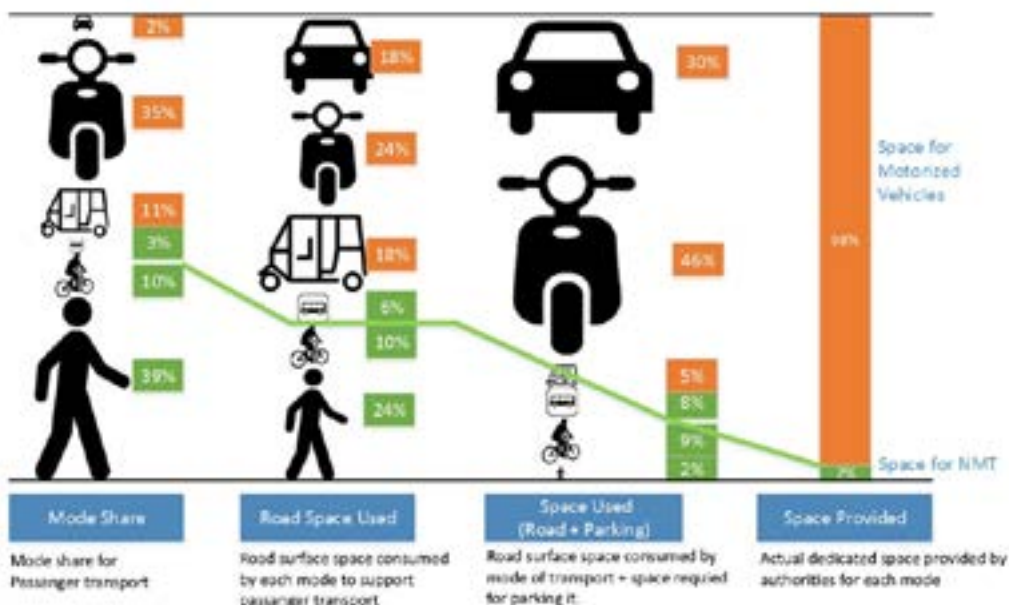 2%
35%
11%
3%
10%
39%
18%
24%
18%
6%
10%
24%
30%
46%
5%
8%
9%
2%
98%
2%
Space for
Motorized
Vehicles
Space for NMT
Mode Share
Mode share for
Passanger transport
Road Space Used
Road surface space consumed
by each mode to support
passanger transport
Space Used
(Road + Parking)
Road surface space consumed by
mode of transport + space requied
for parking it.
Space Provided
Actual dedicated space provided by
authorities for each mode